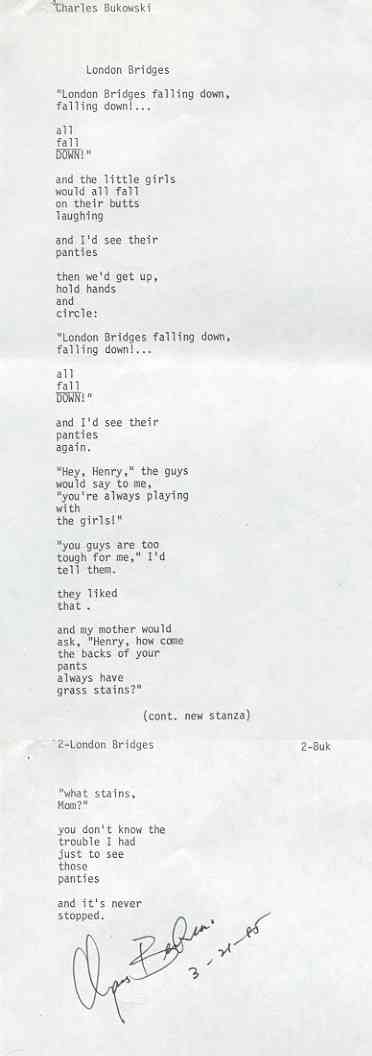 Charles Bukowski
London Bridges
"London Bridges falling down,
falling down!...
all
fall
DOWN!"
and the little girls
would all fall
on their butts
laughing
and I'd see their
panties
then we'd get up,
hold hands
and
circle:
"London Bridges falling down,
falling down!...
all
fall
DOWN!"
and I'd see their
panties
again.
"Hey, Henry," the guys
would say to me,
"you're always playing
with
the girls!"
"you guys are too
tough for me," I'd
tell them.
they liked
that .
and my mother would
ask, "Henry, how come
the backs of your
pants
always have
grass stains?"
(cont. new stanza)
2-London Bridges 2-Buk
"what stains,
Mom?"
you don't know the
trouble I had
just to see
those
panties
and it's never
stopped.
3-21-85